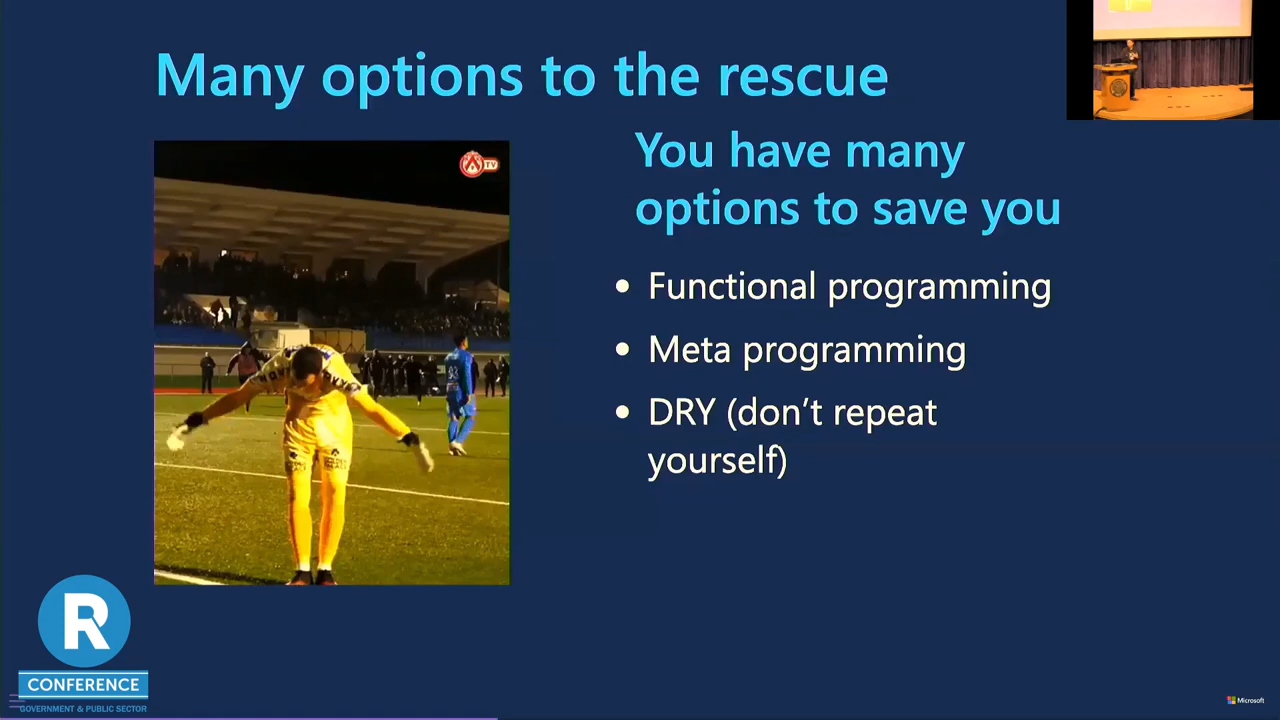 Many options to the rescue
TV
You have many
options to save you
• Functional programming
• Meta programming
• DRY (don't repeat
yourself)
93
R
CONFERENCE
GOVERNMENT & PUBLIC SECTOR
Microsoft